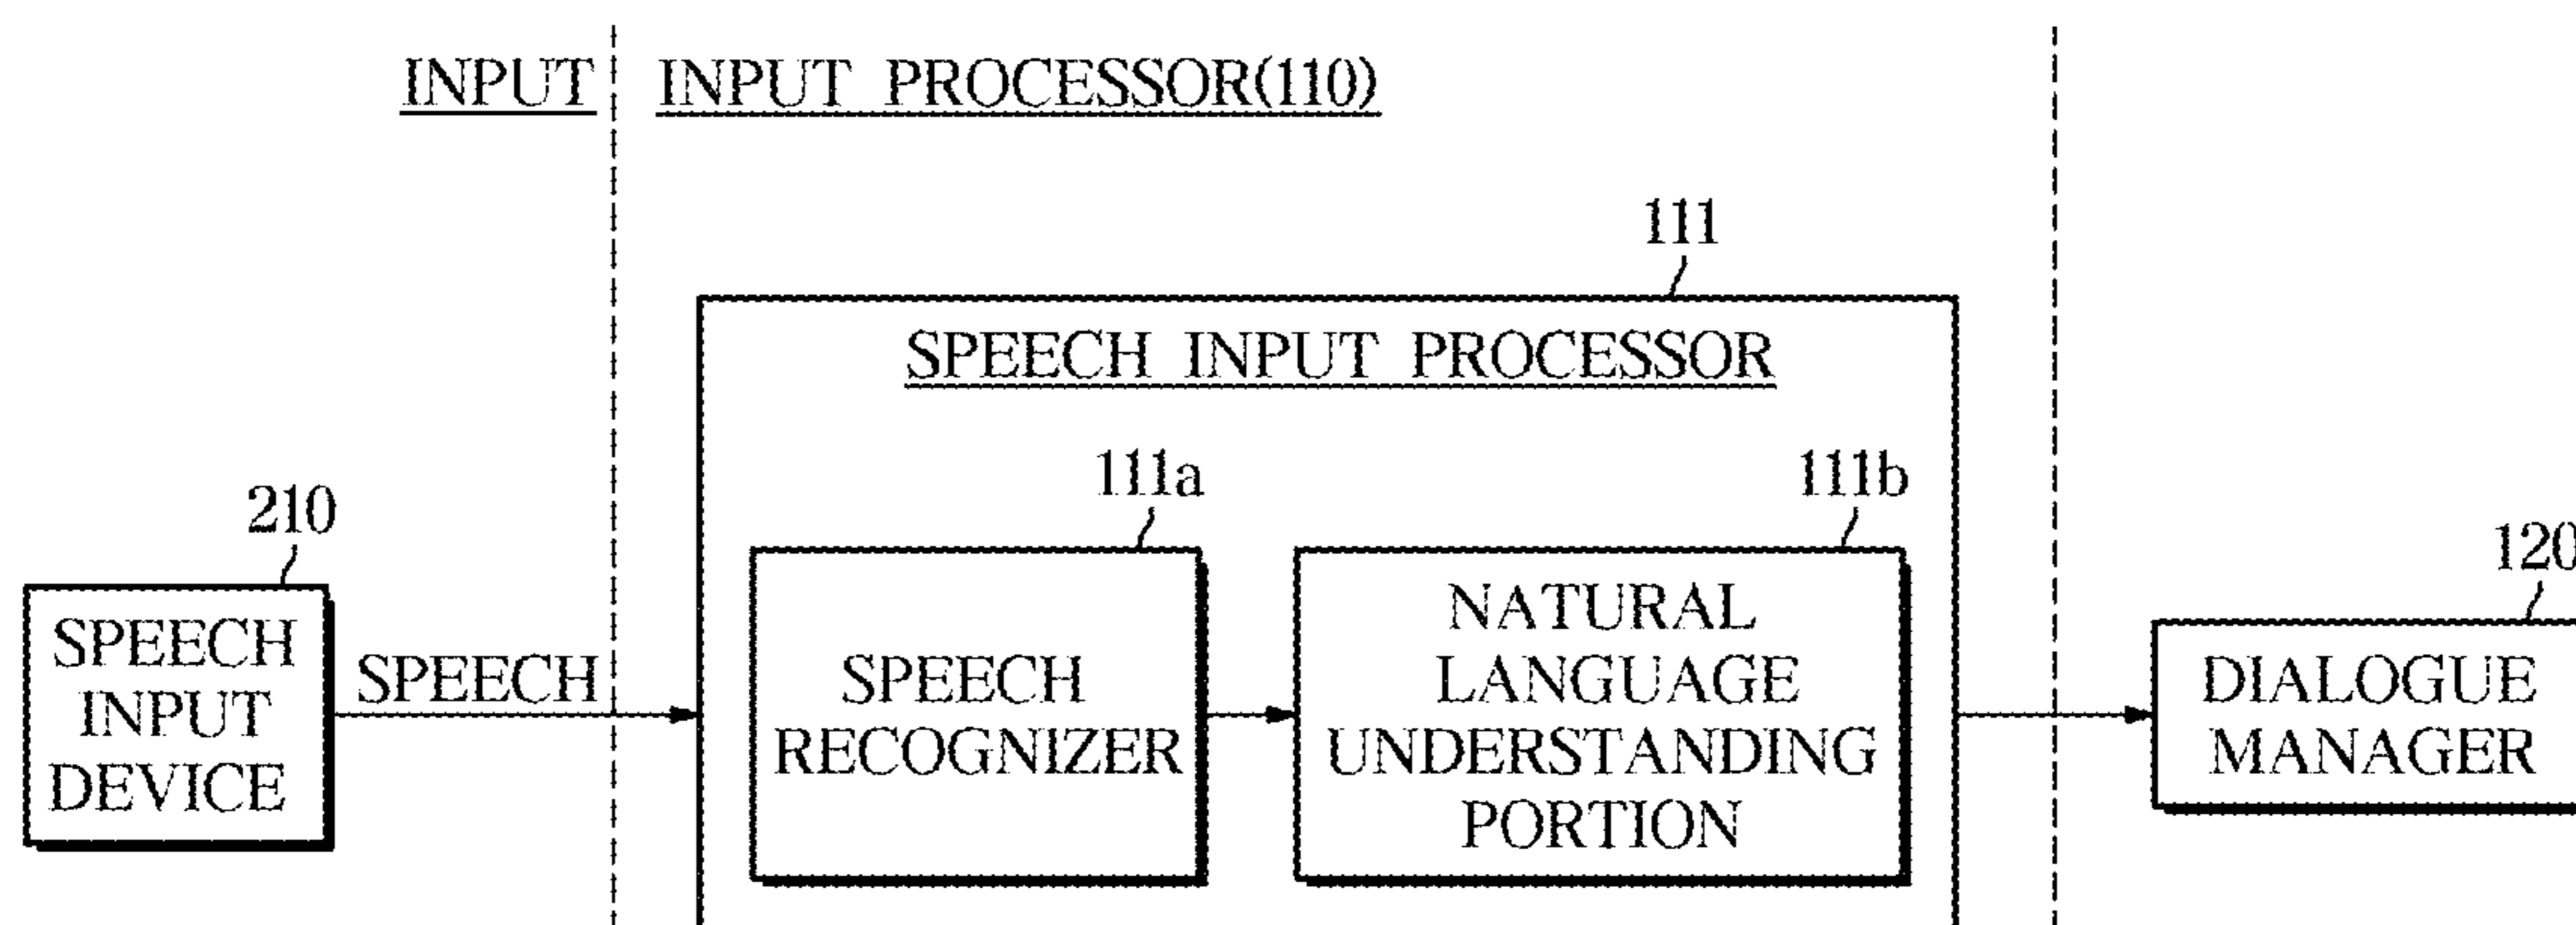 INPUT
INPUT PROCESSOR(110)
111
SPEECH INPUT PROCESSOR
210
SPEECH
INPUT
DEVICE
SPEECH
111a
SPEECH
RECOGNIZER
111b
NATURAL
LANGUAGE
UNDERSTANDING
PORTION
120
DIALOGUE
MANAGER